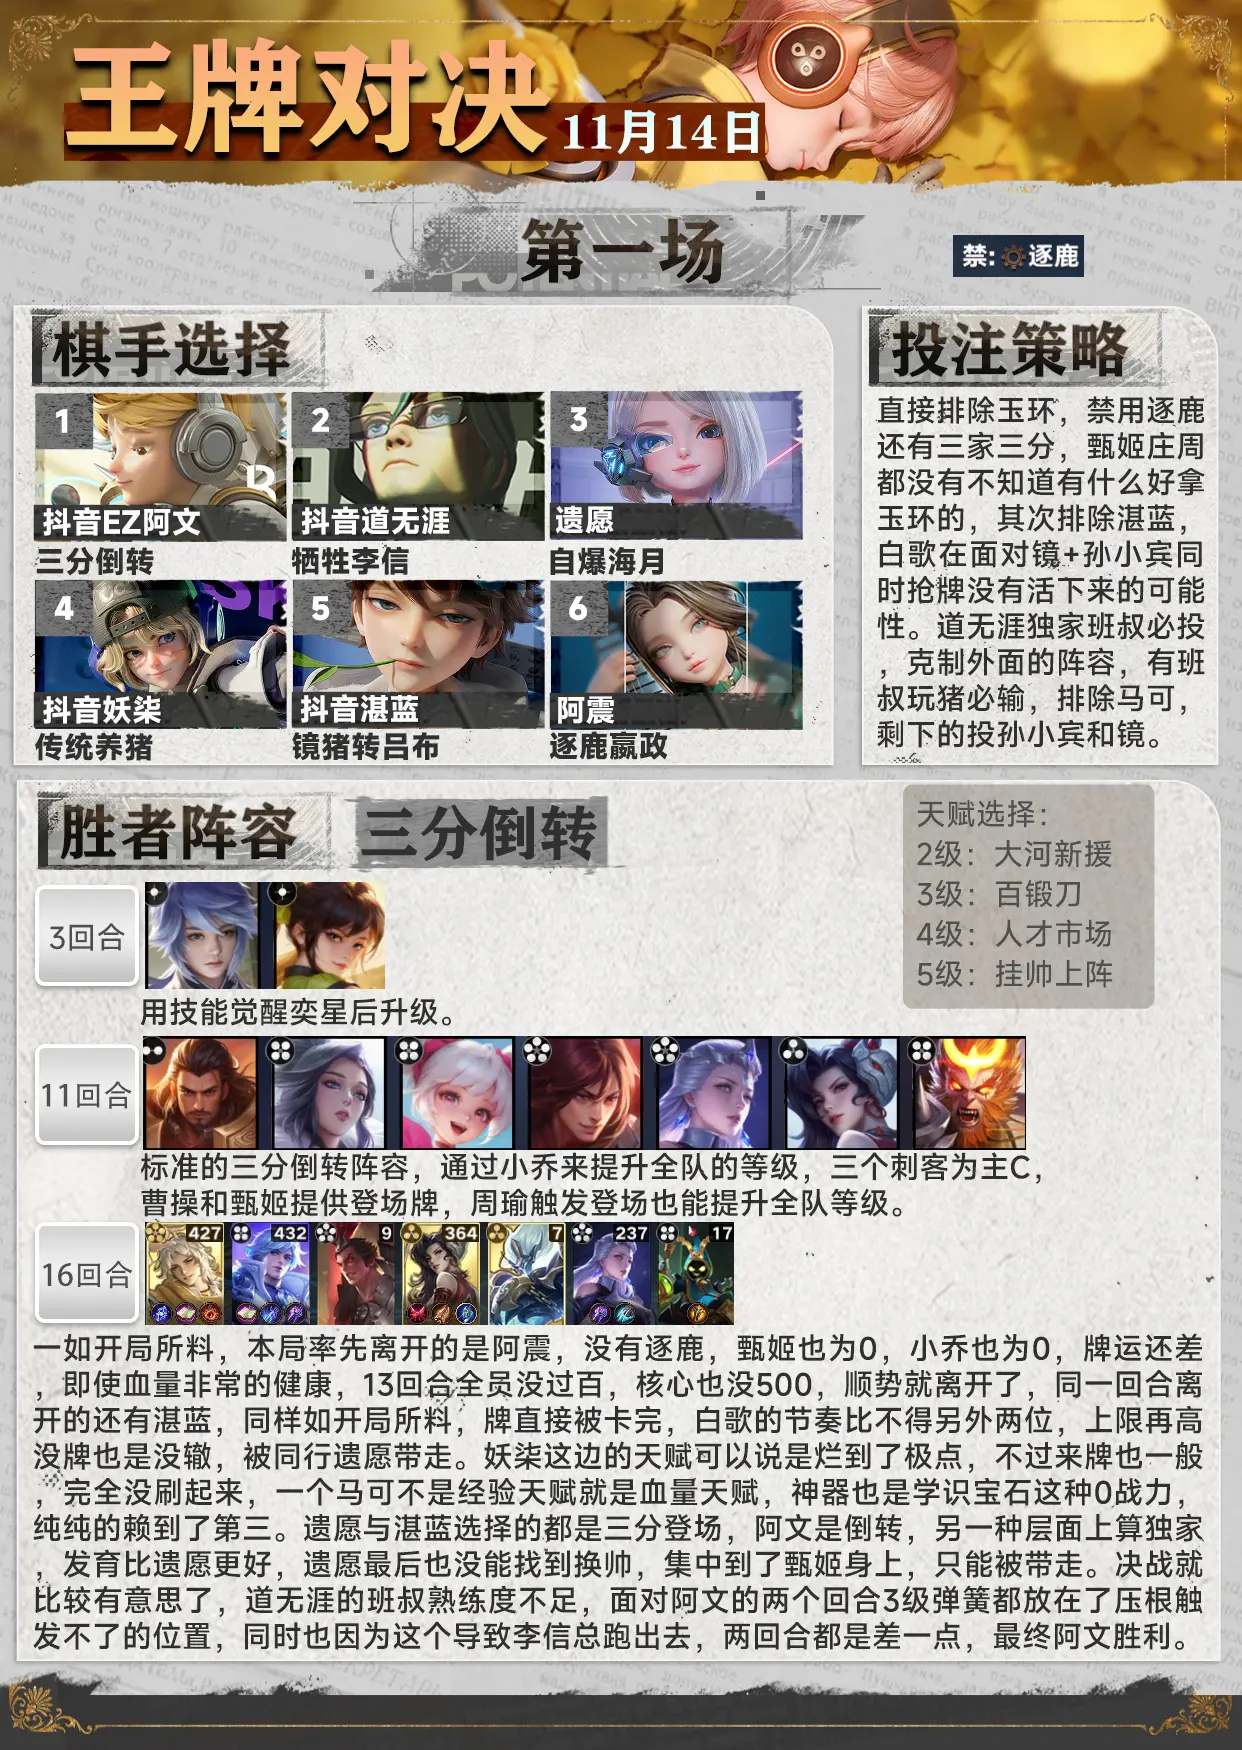 王牌对决
11月14日
第一场
禁:逐鹿
棋手选择
1
抖音EZ阿文
三分倒转
2
抖音道无涯
牺牲李信
3
遗愿
自爆海月
4
抖音妖柒
传统养猪
5
抖音湛蓝
镜猪转吕布
6
阿震
逐鹿嬴政
投注策略
直接排除玉环，禁用逐鹿
还有三家三分，甄姬庄周
都没有不知道有什么好拿
玉环的，其次排除湛蓝，
白歌在面对镜+孙小宾同
时抢牌没有活下来的可能
性。道无涯独家班叔必投
，克制外面的阵容，有班
叔玩猪必输，排除马可，
剩下的投孙小宾和镜。
胜者阵容
三分倒转
天赋选择：
2级：大河新援
3级：百锻刀
4级：人才市场
5级：挂帅上阵
3回合
用技能觉醒奕星后升级。
11回合
标准的三分倒转阵容，通过小乔来提升全队的等级，三个刺客为主C，
曹操和甄姬提供登场牌，周瑜触发登场也能提升全队等级。
16回合
427
432
9
364
7
237
17
一如开局所料，本局率先离开的是阿震，没有逐鹿，甄姬也为0，小乔也为0，牌运还差
，即使血量非常的健康，13回合全员没过百，核心也没500，顺势就离开了，同一回合离
开的还有湛蓝，同样如开局所料，牌直接被卡完，白歌的节奏比不得另外两位，上限再高
没牌也是没辙，被同行遗愿带走。妖柒这边的天赋可以说是烂到了极点，不过来牌也一般
，完全没刷起来，一个马可不是经验天赋就是血量天赋，神器也是学识宝石这种0战力，
纯纯的赖到了第三。遗愿与湛蓝选择的都是三分登场，阿文是倒转，另一种层面上算独家
，发育比遗愿更好，遗愿最后也没能找到换帅，集中到了甄姬身上，只能被带走。决战就
比较有意思了，道无涯的班叔熟练度不足，面对阿文的两个回合3级弹簧都放在了压根触
发不了的位置，同时也因为这个导致李信总跑出去，两回合都是差一点，最终阿文胜利。